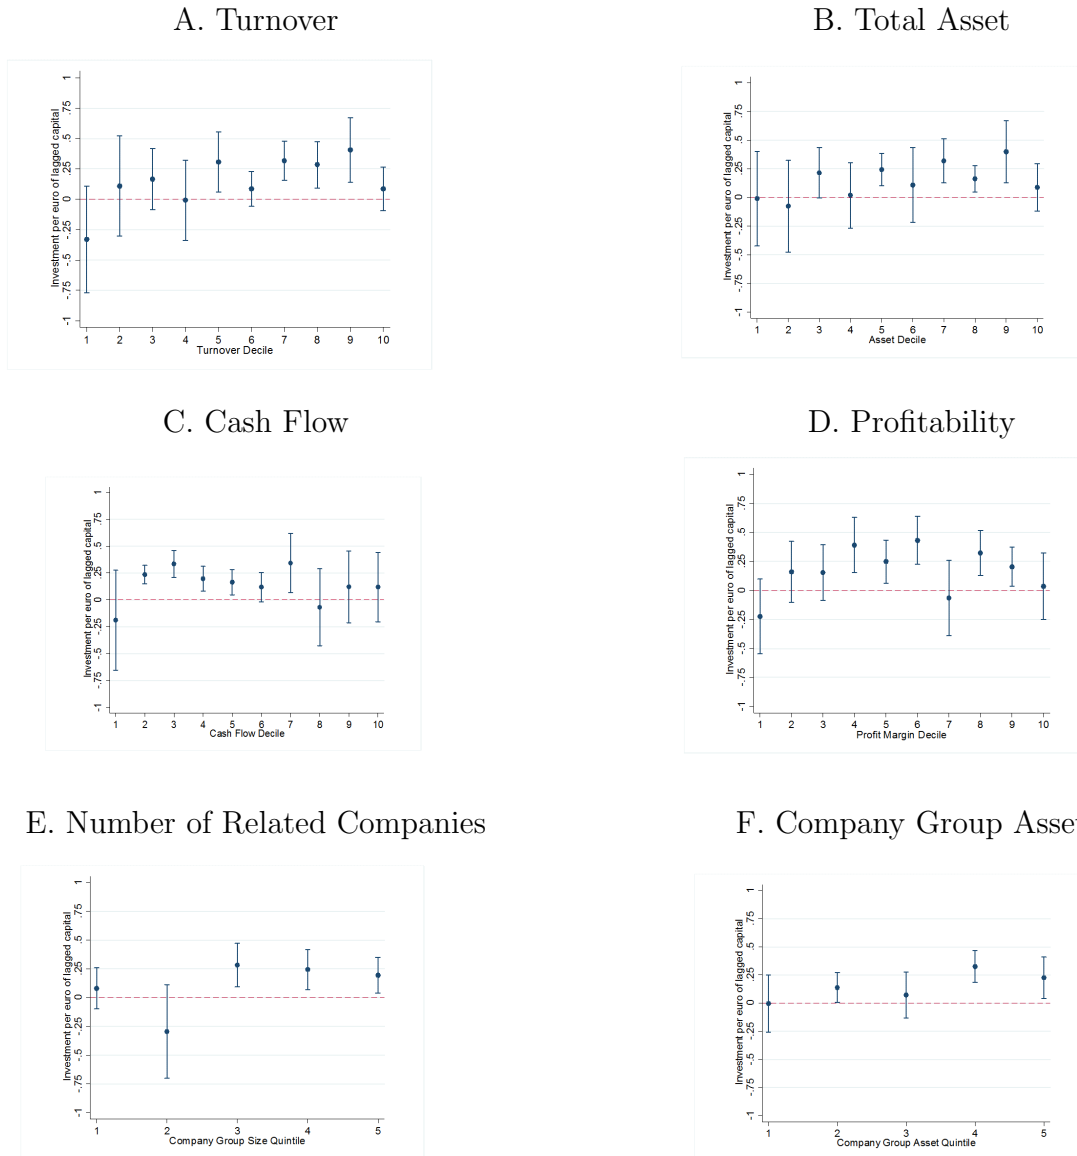 A. Turnover
B. Total Asset
Investment per euro of lagged capital
1
.75
.5
.25
0
-.25
-.5
-.75
-1
1 2 3 4 5 6 7 8 9 10
Turnover Decile
Investment per euro of lagged capital
1
.75
.5
.25
0
-.25
-.5
-.75
-1
1 2 3 4 5 6 7 8 9 10
Asset Decile
C. Cash Flow
D. Profitability
Investment per euro of lagged capital
1
.75
.5
.25
0
-.25
-.5
-.75
-1
1 2 3 4 5 6 7 8 9 10
Cash Flow Decile
Investment per euro of lagged capital
1
.75
.5
.25
0
-.25
-.5
-.75
-1
1 2 3 4 5 6 7 8 9 10
Profit Margin Decile
E. Number of Related Companies
F. Company Group Asset
Investment per euro of lagged capital
1
.75
.5
.25
0
-.25
-.5
-.75
-1
1 2 3 4 5
Company Group Size Quintile
Investment per euro of lagged capital
1
.75
.5
.25
0
-.25
-.5
-.75
-1
1 2 3 4 5
Company Group Asset Quintile